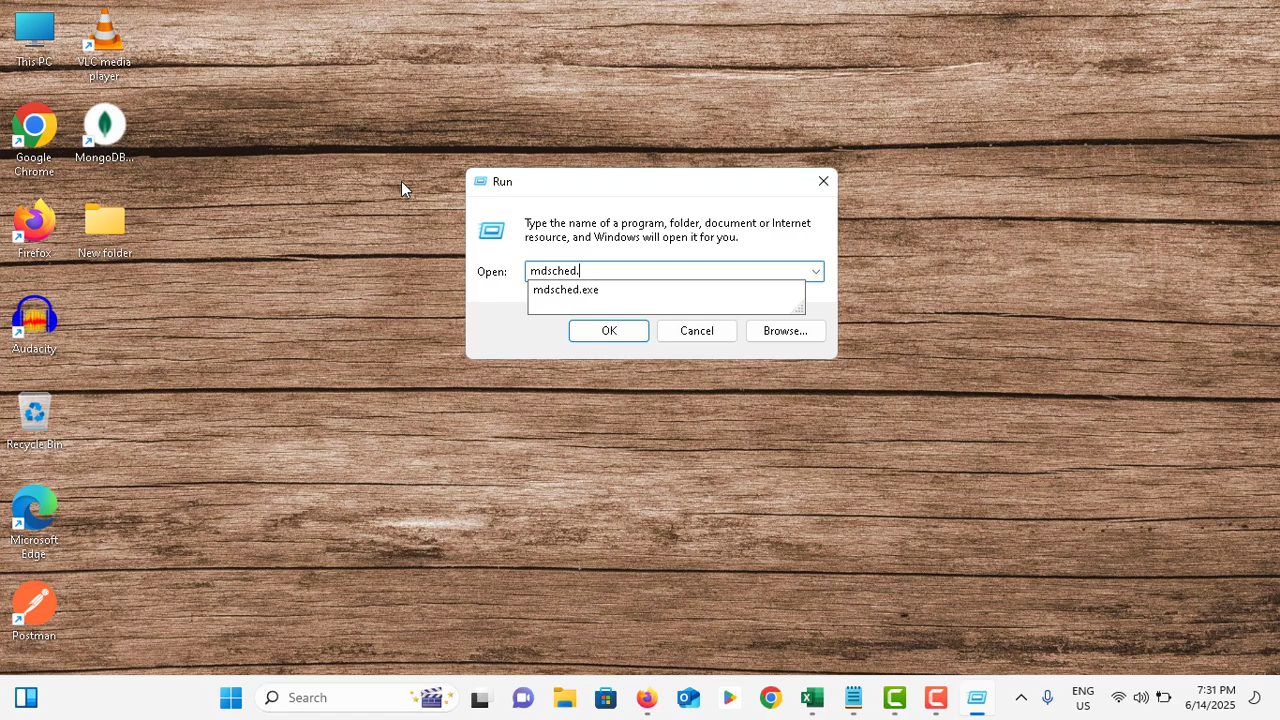 This PC
VLC media
player
Google
Chrome
MongoDB...
Firefox
New folder
Audacity
Recycle Bin
Microsoft
Edge
Postman
Run
Type the name of a program, folder, document or Internet
resource, and Windows will open it for you.
Open:
mdsched.
mdsched.exe
OK
Cancel
Browse...
Search
ENG
US
7:31 PM
6/14/2025